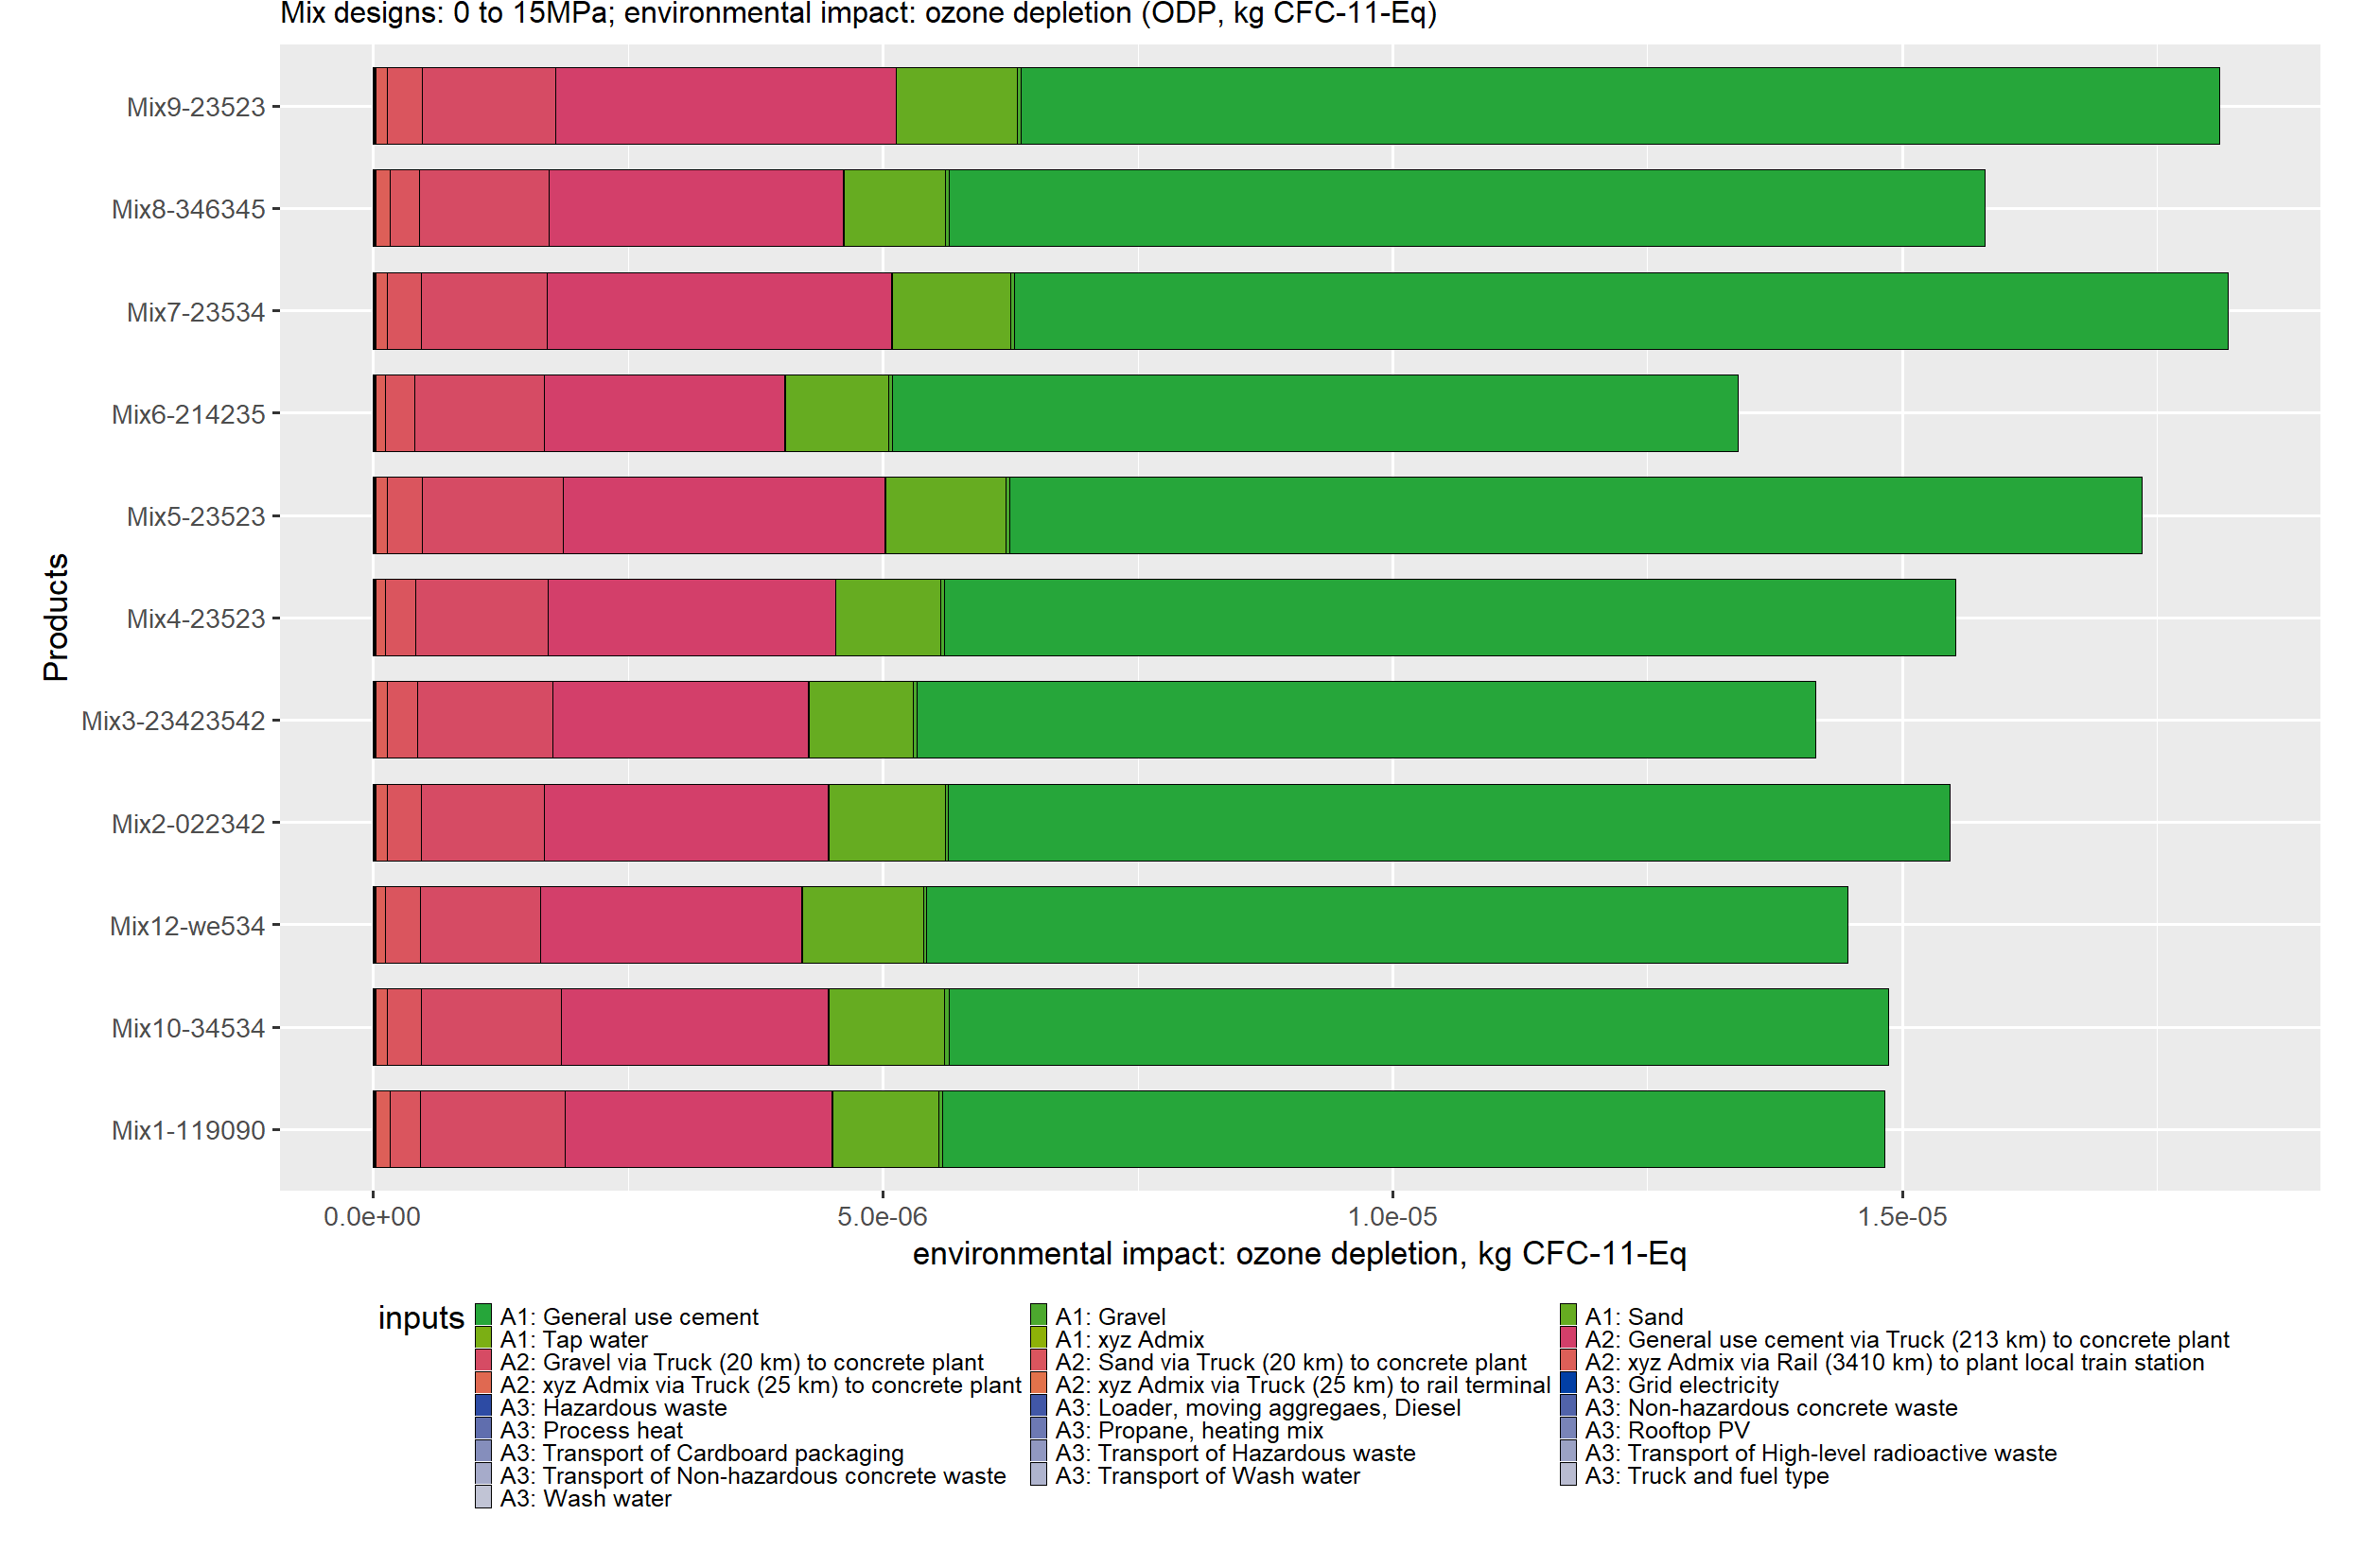 Mix designs: 0 to 15MPa; environmental impact: ozone depletion (ODP, kg CFC-11-Eq)
Mix9-23523
Mix8-346345
Mix7-23534
Mix6-214235
Mix5-23523
Mix4-23523
Mix3-23423542
Mix2-022342
Mix12-we534
Mix10-34534
Mix1-119090
Products
0.0e+00 5.0e-06 1.0e-05 1.5e-05
environmental impact: ozone depletion, kg CFC-11-Eq
inputs
A1: General use cement A1: Gravel A1: Sand
A1: Tap water A1: xyz Admix A2: General use cement via Truck (213 km) to concrete plant
A2: Gravel via Truck (20 km) to concrete plant A2: Sand via Truck (20 km) to concrete plant A2: xyz Admix via Rail (3410 km) to plant local train station
A2: xyz Admix via Truck (25 km) to concrete plant A2: xyz Admix via Truck (25 km) to rail terminal A3: Grid electricity
A3: Hazardous waste A3: Loader, moving aggregaes, Diesel A3: Non-hazardous concrete waste
A3: Process heat A3: Propane, heating mix A3: Rooftop PV
A3: Transport of Cardboard packaging A3: Transport of Hazardous waste A3: Transport of High-level radioactive waste
A3: Transport of Non-hazardous concrete waste A3: Transport of Wash water A3: Truck and fuel type
A3: Wash water